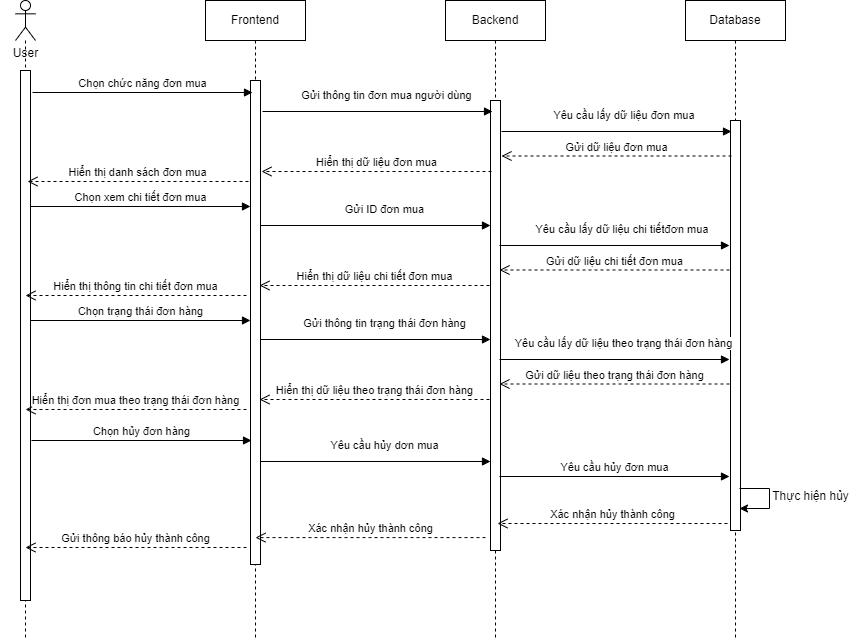 User
Frontend
Backend
Database
Chọn chức năng đơn mua
Gửi thông tin đơn mua người dùng
Yêu cầu lấy dữ liệu đơn mua
Gửi dữ liệu đơn mua
Hiển thị dữ liệu đơn mua
Hiển thị danh sách đơn mua
Chọn xem chi tiết đơn mua
Gửi ID đơn mua
Yêu cầu lấy dữ liệu chi tiếtđơn mua
Gửi dữ liệu chi tiết đơn mua
Hiển thị dữ liệu chi tiết đơn mua
Hiển thị thông tin chi tiết đơn mua
Chọn trạng thái đơn hàng
Gửi thông tin trạng thái đơn hàng
Yêu cầu lấy dữ liệu theo trạng thái đơn hàng
Gửi dữ liệu theo trạng thái đơn hàng
Hiển thị dữ liệu theo trạng thái đơn hàng
Hiển thị đơn mua theo trạng thái đơn hàng
Chọn hủy đơn hàng
Yêu cầu hủy dơn mua
Yêu cầu hủy đơn mua
Thực hiện hủy
Xác nhận hủy thành công
Xác nhận hủy thành công
Gửi thông báo hủy thành công